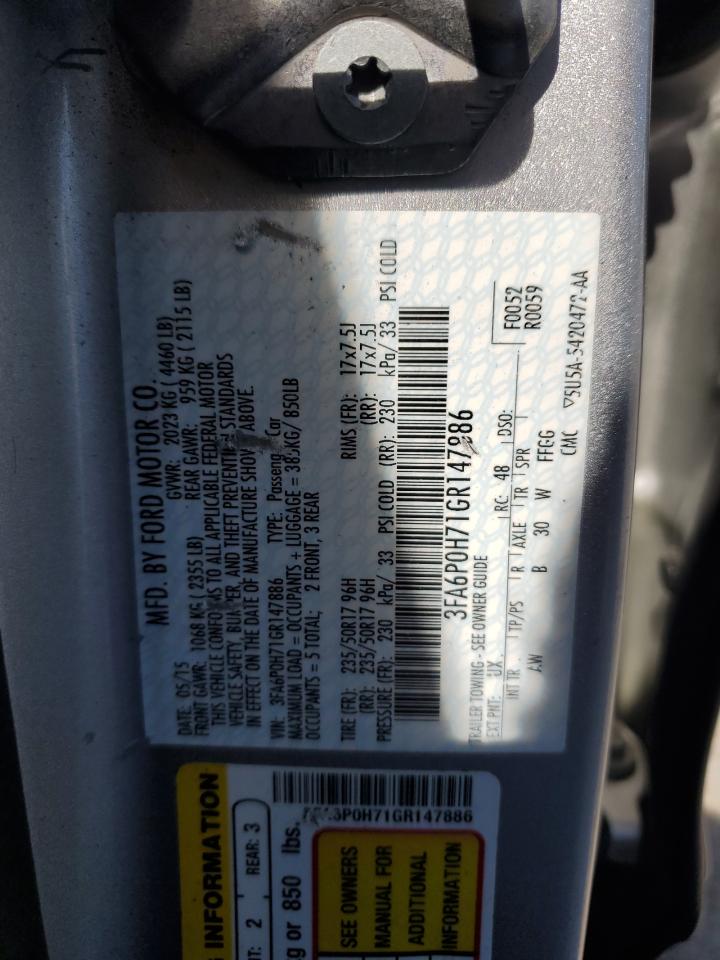 MFD. BY FORD MOTOR CO.
DATE: 05/15 GVWR: 2023 KG ( 4460 LB)
FRONT GAWR: 1068 KG ( 2355 LB) REAR GAWR: 959 KG ( 2115 LB)
THIS VEHICLE CONFORMS TO ALL APPLICABLE FEDERAL MOTOR
VEHICLE SAFETY, BUMPER, AND THEFT PREVENTION STANDARDS
IN EFFECT ON THE DATE OF MANUFACTURE SHOWN ABOVE.
VIN: 3FA6P0H71GR147886 TYPE: Passenger Car
MAXIMUM LOAD = OCCUPANTS + LUGGAGE = 385KG/ 850LB
OCCUPANTS = 5 TOTAL; 2 FRONT, 3 REAR
TIRE (FR): 235/50R17 96H RIMS (FR): 17x7.5J
(RR): 235/50R17 96H (RR): 17x7.5J
PRESSURE (FR): 230 kPa/ 33 PSI COLD (RR): 230 kPa/ 33 PSI COLD
3FA6P0H71GR147886
TRAILER TOWING - SEE OWNER GUIDE
EXT PNT: UX RC: 48 DSO: F0052
R0059
INT TR TP/PS R AXLE TR SPR
AW B 30 W FFEG
CMC ▽5U5A-5420472-AA
INFORMATION
2 REAR: 3
or 850 lbs.
6P0H71GR147886
SEE OWNERS
MANUAL FOR
ADDITIONAL
INFORMATION